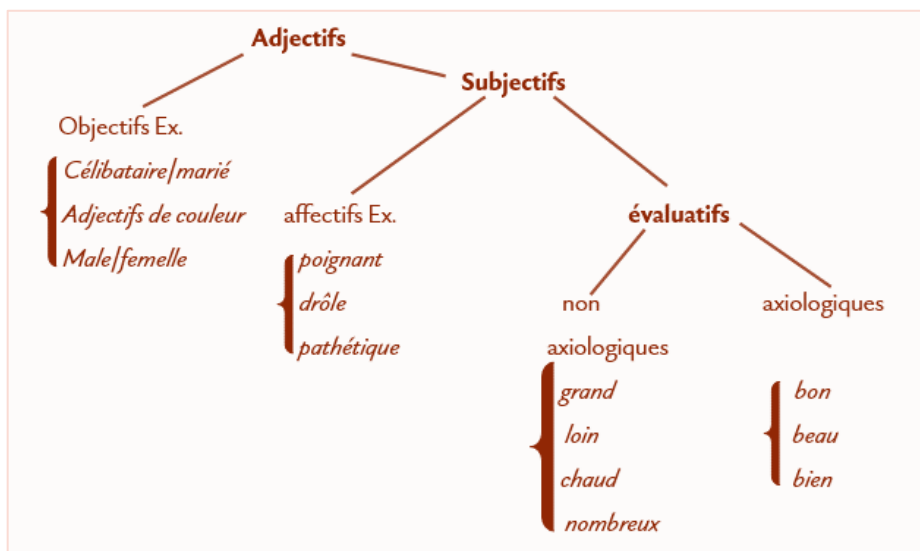 Adjectifs
Subjectifs
Objectifs Ex.
Célibataire/marié
Adjectifs de couleur
Male/femelle
affectifs Ex.
poignant
drôle
pathétique
évaluatifs
non
axiologiques
grand
loin
chaud
nombreux
axiologiques
bon
beau
bien